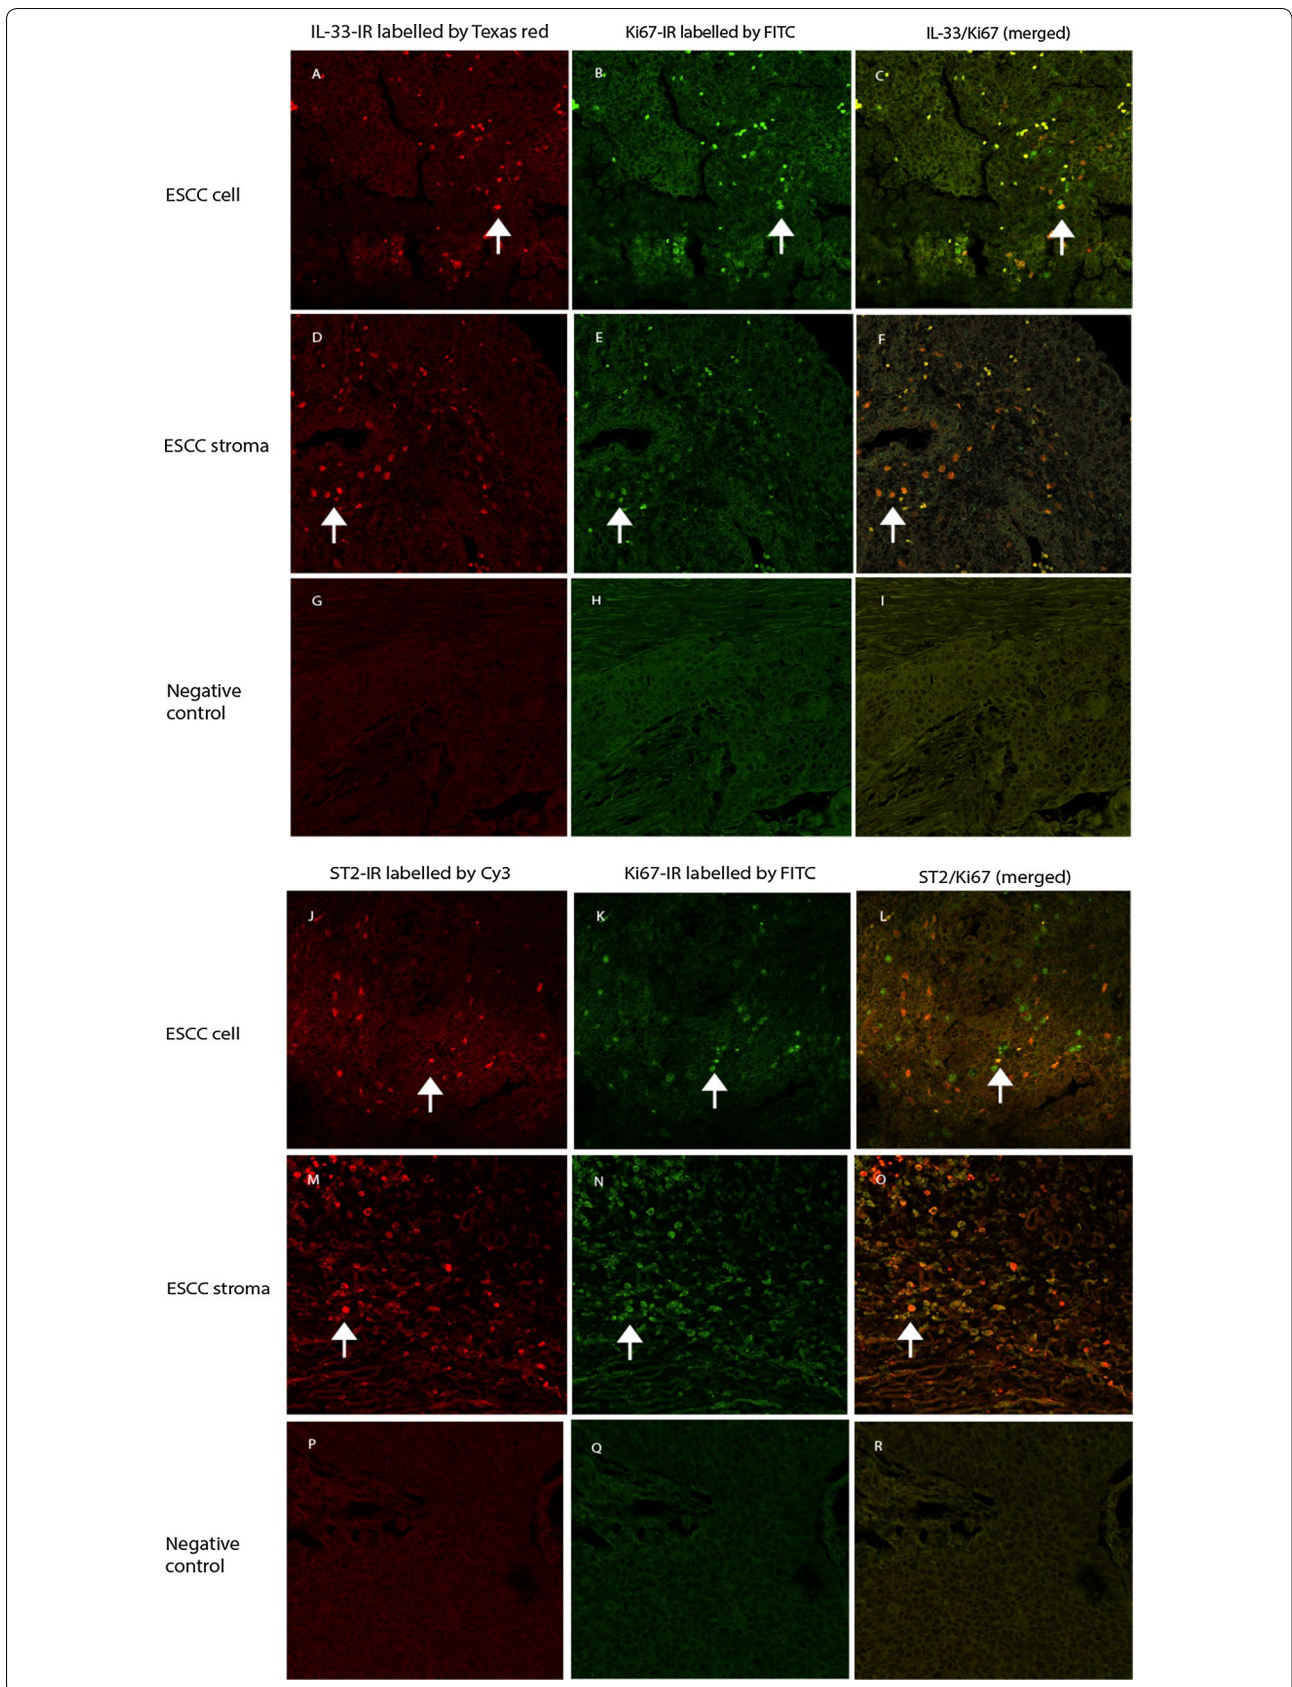 IL-33-IR labelled by Texas red Ki67-IR labelled by FITC IL-33/Ki67 (merged)
A B C
ESCC cell
D E F
ESCC stroma
G H I
Negative
control
ST2-IR labelled by Cy3 Ki67-IR labelled by FITC ST2/Ki67 (merged)
J K L
ESCC cell
M N O
ESCC stroma
P Q R
Negative
control